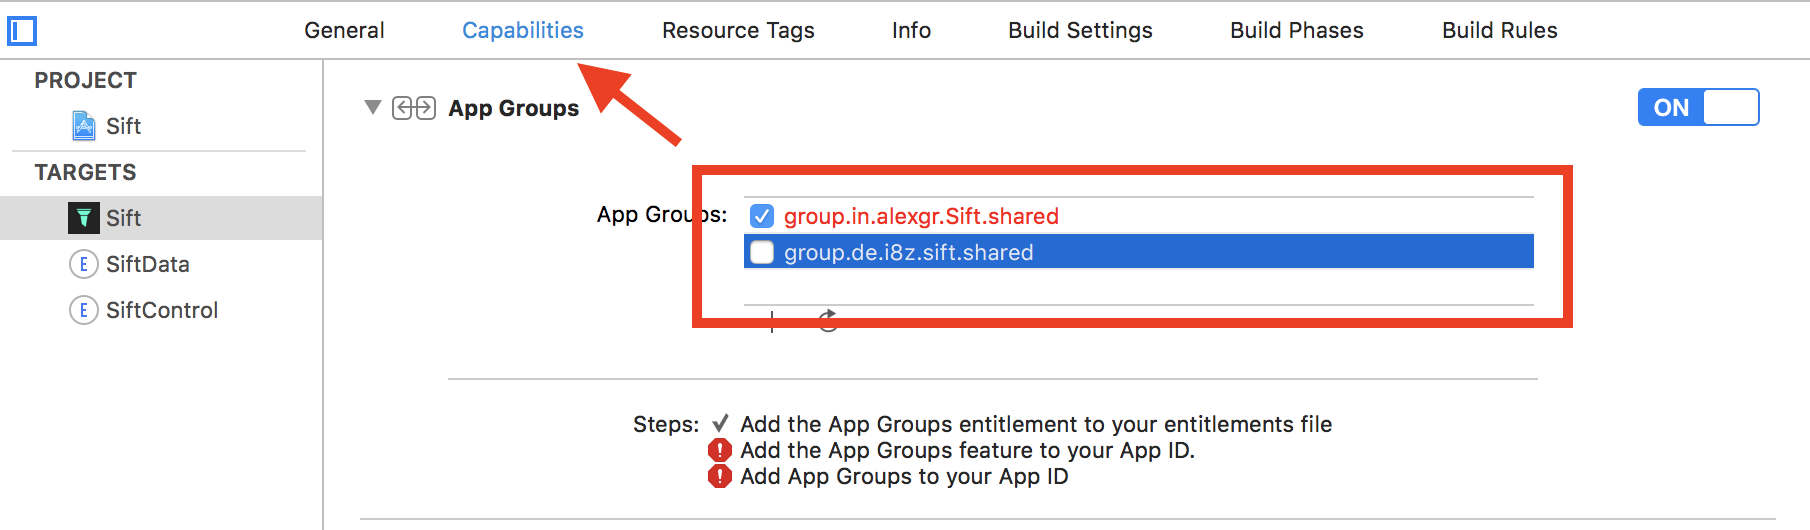 General Capabilities Resource Tags Info Build Settings Build Phases Build Rules
PROJECT
Sift
TARGETS
Sift
E SiftData
E SiftControl
App Groups
ON
App Groups:
group.in.alexgr.Sift.shared
group.de.i8z.sift.shared
Steps: Add the App Groups entitlement to your entitlements file
Add the App Groups feature to your App ID.
Add App Groups to your App ID